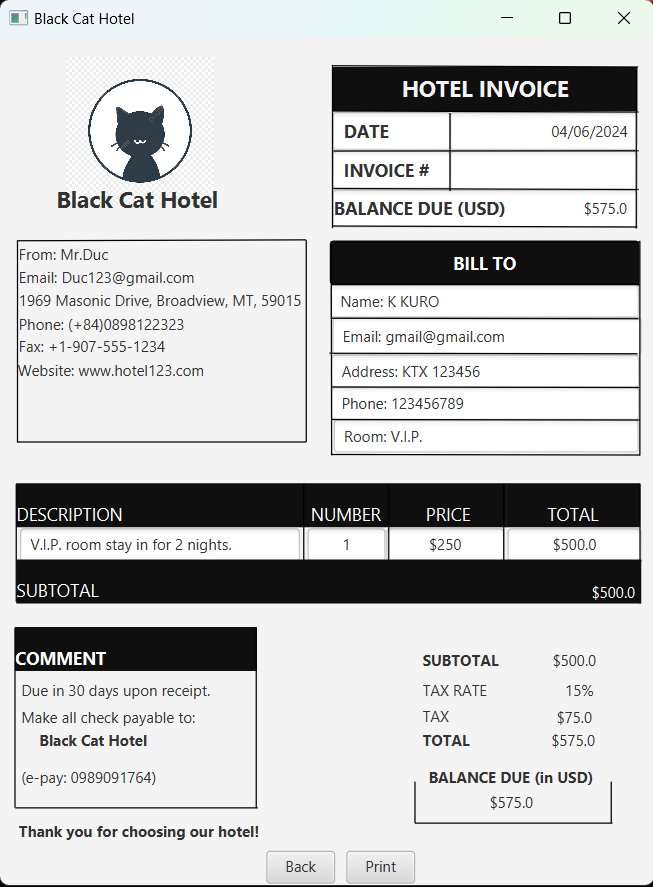 Black Cat Hotel
Black Cat Hotel
HOTEL INVOICE
DATE 04/06/2024
INVOICE #
BALANCE DUE (USD) $575.0
From: Mr.Duc
Email: Duc123@gmail.com
1969 Masonic Drive, Broadview, MT, 59015
Phone: (+84)0898122323
Fax: +1-907-555-1234
Website: www.hotel123.com
BILL TO
Name: K KURO
Email: gmail@gmail.com
Address: KTX 123456
Phone: 123456789
Room: V.I.P.
DESCRIPTION NUMBER PRICE TOTAL
V.I.P. room stay in for 2 nights. 1 $250 $500.0
SUBTOTAL $500.0
COMMENT
Due in 30 days upon receipt.
Make all check payable to:
Black Cat Hotel
(e-pay: 0989091764)
Thank you for choosing our hotel!
SUBTOTAL $500.0
TAX RATE 15%
TAX $75.0
TOTAL $575.0
BALANCE DUE (in USD)
$575.0
Back Print